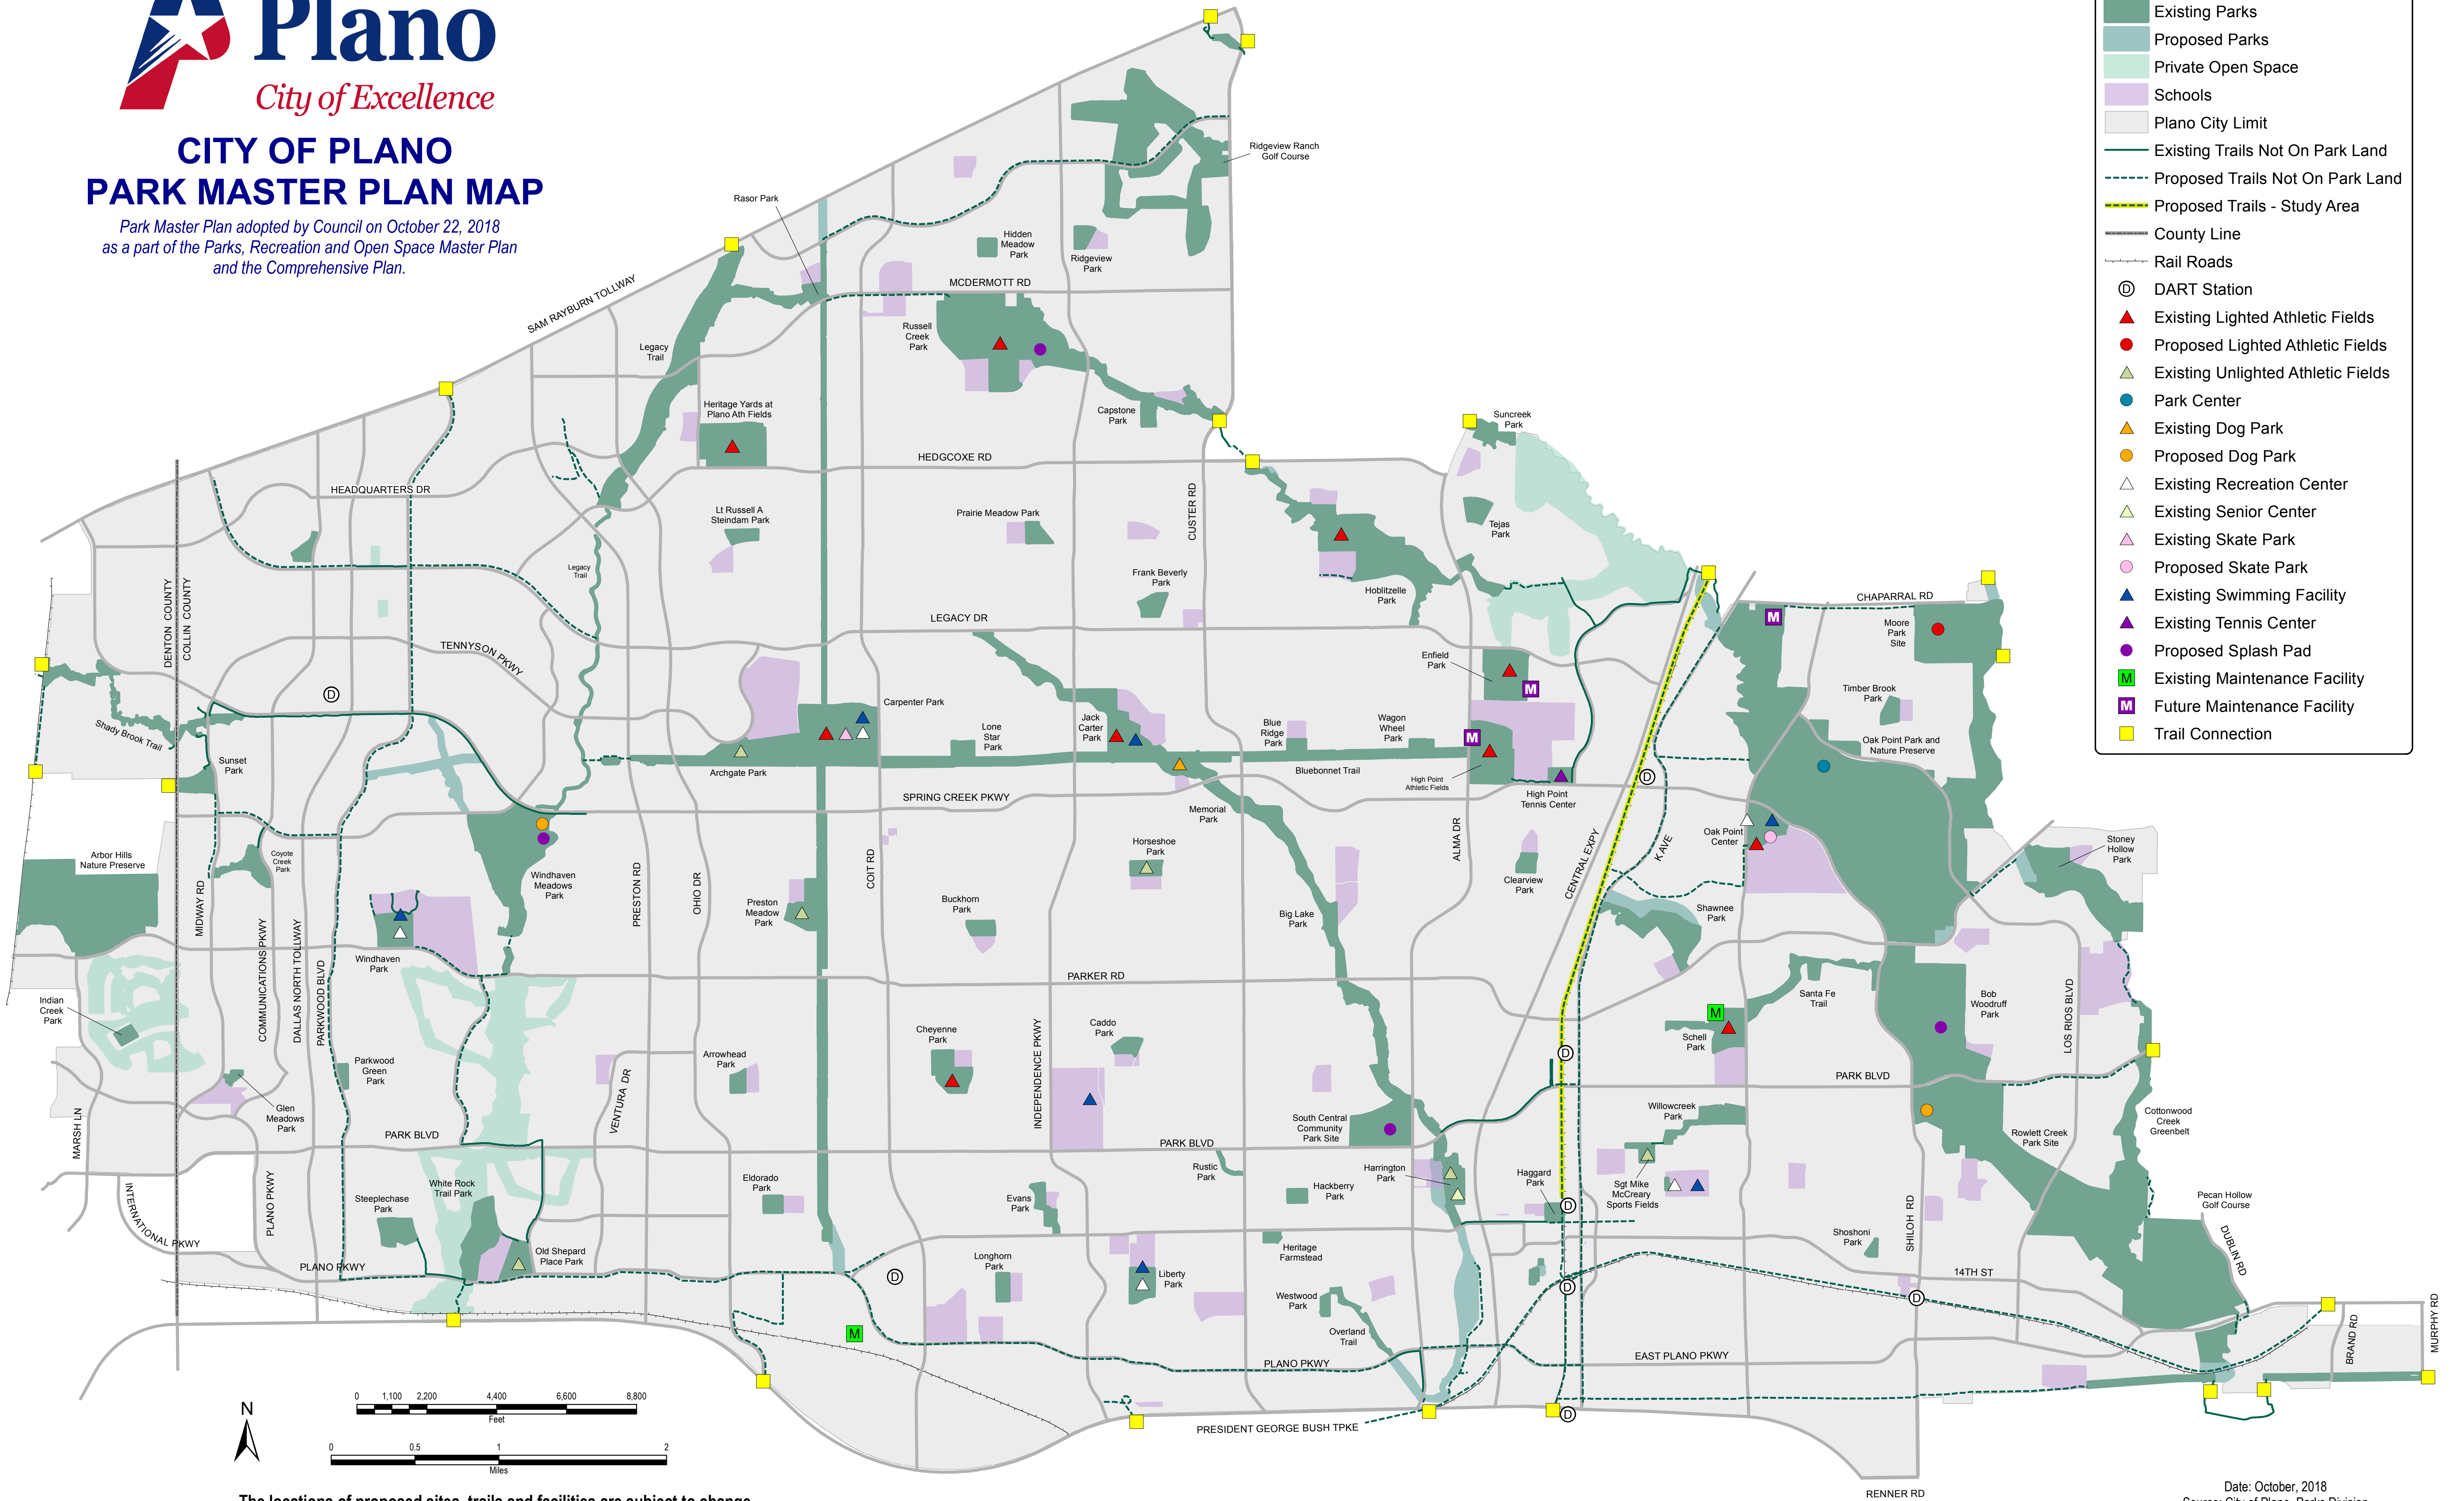 Plano
City of Excellence
CITY OF PLANO
PARK MASTER PLAN MAP
Park Master Plan adopted by Council on October 22, 2018
as a part of the Parks, Recreation and Open Space Master Plan
and the Comprehensive Plan.
Existing Parks
Proposed Parks
Private Open Space
Schools
Plano City Limit
Existing Trails Not On Park Land
Proposed Trails Not On Park Land
Proposed Trails - Study Area
County Line
Rail Roads
D
DART Station
Existing Lighted Athletic Fields
Proposed Lighted Athletic Fields
Existing Unlighted Athletic Fields
Park Center
Existing Dog Park
Proposed Dog Park
Existing Recreation Center
Existing Senior Center
Existing Skate Park
Proposed Skate Park
Existing Swimming Facility
Existing Tennis Center
Proposed Splash Pad
M
Existing Maintenance Facility
M
Future Maintenance Facility
Trail Connection
Ridgeview Ranch
Golf Course
Rasor Park
Hidden
Meadow
Park
Ridgeview
Park
MCDERMOTT RD
SAM RAYBURN TOLLWAY
Legacy
Trail
Russell
Creek
Park
Heritage Yards at
Plano Ath Fields
Capstone
Park
Suncreek
Park
HEDGCOXE RD
HEADQUARTERS DR
Lt Russell A
Steindam Park
Prairie Meadow Park
CUSTER RD
Tejas
Park
Legacy
Trail
Frank Beverly
Park
Hoblitzelle
Park
DENTON COUNTY
COLLIN COUNTY
CHAPARRAL RD
M
Moore
Park
Site
LEGACY DR
TENNYSON PKWY
Enfield
Park
M
D
Timber Brook
Park
Shady Brook Trail
Carpenter Park
Lone
Star
Park
Jack
Carter
Park
Blue
Ridge
Park
Wagon
Wheel
Park
M
Oak Point Park and
Nature Preserve
Sunset
Park
Archgate Park
Bluebonnet Trail
High Point
Athletic Fields
High Point
Tennis Center
D
SPRING CREEK PKWY
Memorial
Park
Oak Point
Center
Arbor Hills
Nature Preserve
Coyote
Creek
Park
Windhaven
Meadows
Park
Horseshoe
Park
ALMA DR
CENTRAL EXPY
K AVE
Stoney
Hollow
Park
MIDWAY RD
COMMUNICATIONS PKWY
DALLAS NORTH TOLLWAY
PARKWOOD BLVD
PRESTON RD
OHIO DR
COIT RD
Preston
Meadow
Park
Buckhorn
Park
Clearview
Park
Big Lake
Park
Shawnee
Park
Windhaven
Park
PARKER RD
Indian
Creek
Park
Santa Fe
Trail
Bob
Woodruff
Park
LOS RIOS BLVD
INDEPENDENCE PKWY
Cheyenne
Park
Caddo
Park
M
Schell
Park
D
Parkwood
Green
Park
Arrowhead
Park
VENTURA DR
PARK BLVD
Glen
Meadows
Park
MARSH LN
PARK BLVD
South Central
Community
Park Site
Willowcreek
Park
Cottonwood
Creek
Greenbelt
Rowlett Creek
Park Site
PARK BLVD
Rustic
Park
Harrington
Park
Haggard
Park
Sgt Mike
McCreary
Sports Fields
PLANO PKWY
White Rock
Trail Park
Steeplechase
Park
Eldorado
Park
Evans
Park
Hackberry
Park
D
SHILOH RD
Pecan Hollow
Golf Course
INTERNATIONAL PKWY
Old Shepard
Place Park
PLANO PKWY
Longhorn
Park
Liberty
Park
Heritage
Farmstead
Shoshoni
Park
DUBLIN RD
D
D
14TH ST
D
Westwood
Park
Overland
Trail
M
PLANO PKWY
EAST PLANO PKWY
BRAND RD
MURPHY RD
PRESIDENT GEORGE BUSH TPKE
D
RENNER RD
N
0 1,100 2,200 4,400 6,600 8,800
Feet
0 0.5 1 2
Miles
The locations of proposed sites, trails and facilities are subject to change
Date: October, 2018
Source: City of Plano, Parks Division